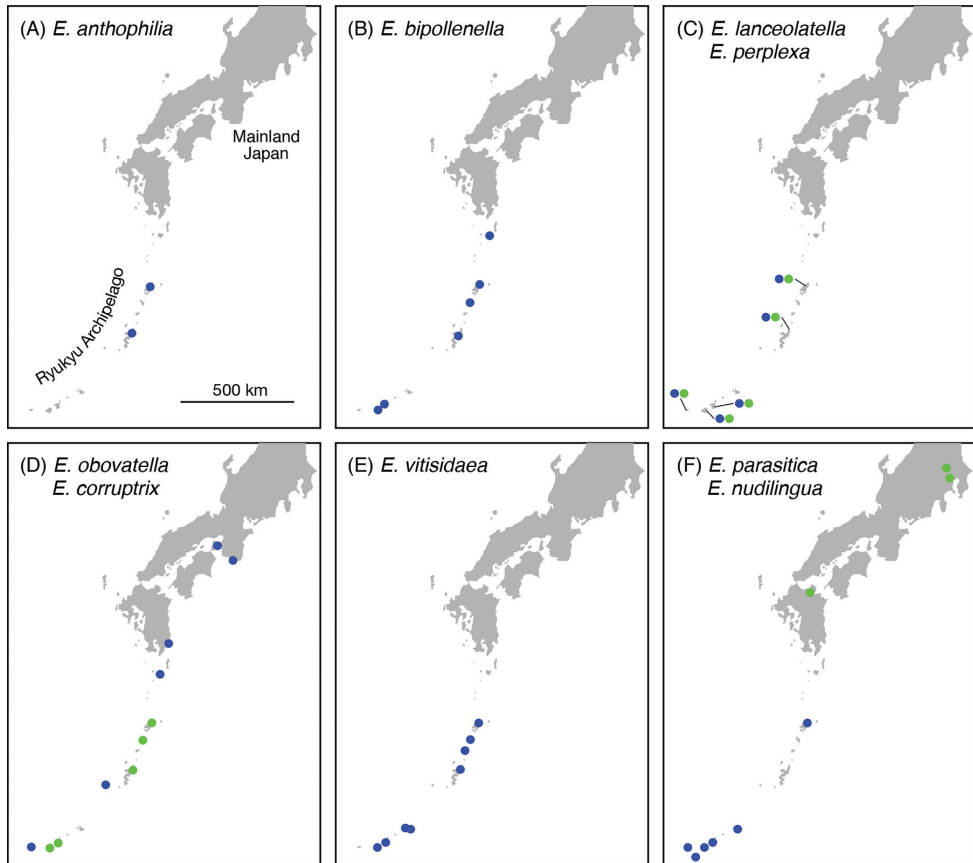 (A) E. anthophilia
Mainland
Japan
Ryukyu Archipelago
500 km
(B) E. bipollenella
(C) E. lanceolatella
E. perplexa
(D) E. obovatella
E. corruptrix
(E) E. vitisidaea
(F) E. parasitica
E. nudilingua